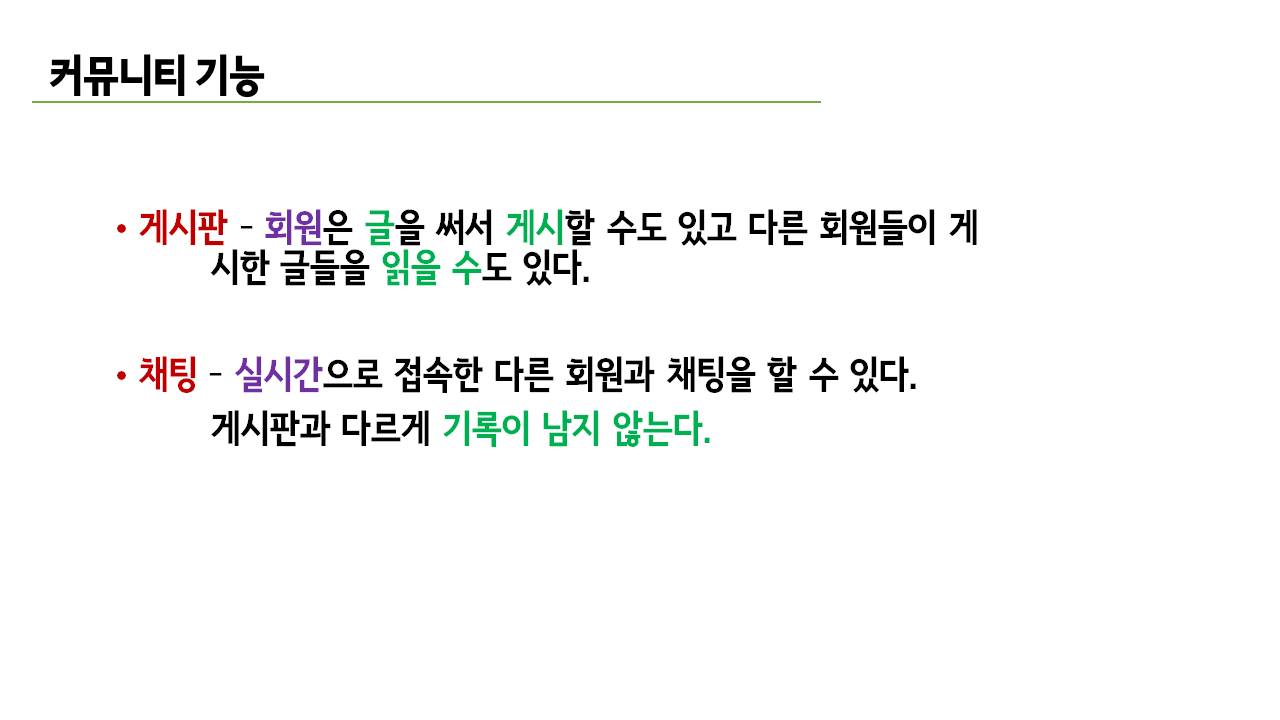 커뮤니티 기능
• 게시판 – 회원은 글을 써서 게시할 수도 있고 다른 회원들이 게
시한 글들을 읽을 수도 있다.
• 채팅 – 실시간으로 접속한 다른 회원과 채팅을 할 수 있다.
게시판과 다르게 기록이 남지 않는다.